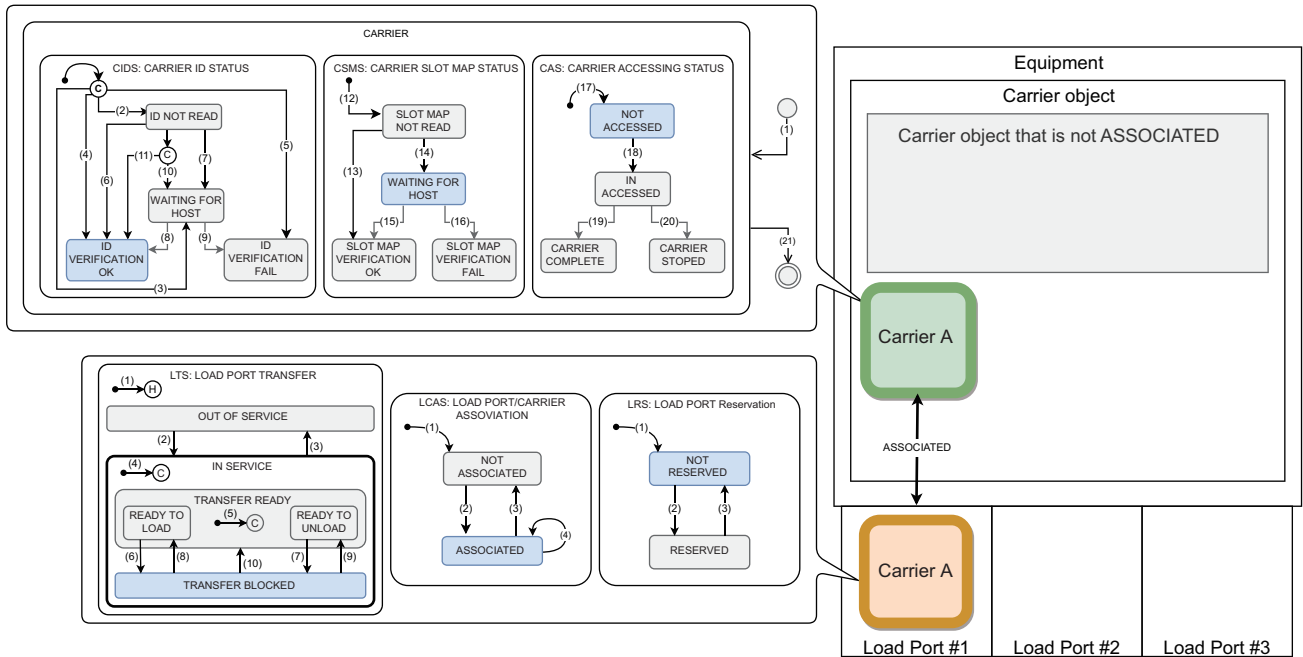 CARRIER
CIDS: CARRIER ID STATUS
C
(2)
ID NOT READ
(4)
(11)
C
(7)
(5)
(6)
(10)
WAITING FOR
HOST
(8)
(9)
ID
VERIFICATION
OK
ID
VERIFICATION
FAIL
(3)
CSMS: CARRIER SLOT MAP STATUS
(12)
SLOT MAP
NOT READ
(13)
(14)
WAITING FOR
HOST
(15)
(16)
SLOT MAP
VERIFICATION
OK
SLOT MAP
VERIFICATION
FAIL
CAS: CARRIER ACCESSING STATUS
(17)
NOT
ACCESSED
(18)
IN
ACCESSED
(19)
(20)
CARRIER
COMPLETE
CARRIER
STOPED
(1)
(21)
Equipment
Carrier object
Carrier object that is not ASSOCIATED
Carrier A
ASSOCIATED
Carrier A
Load Port #1
Load Port #2
Load Port #3
LTS: LOAD PORT TRANSFER
(1)
H
OUT OF SERVICE
(2)
(3)
IN SERVICE
(4)
C
TRANSFER READY
READY TO
LOAD
(5)
C
READY TO
UNLOAD
(6)
(8)
(10)
(7)
(9)
TRANSFER BLOCKED
LCAS: LOAD PORT/CARRIER
ASSOVIATION
(1)
NOT
ASSOCIATED
(2)
(3)
(4)
ASSOCIATED
LRS: LOAD PORT Reservation
(1)
NOT
RESERVED
(2)
(3)
RESERVED